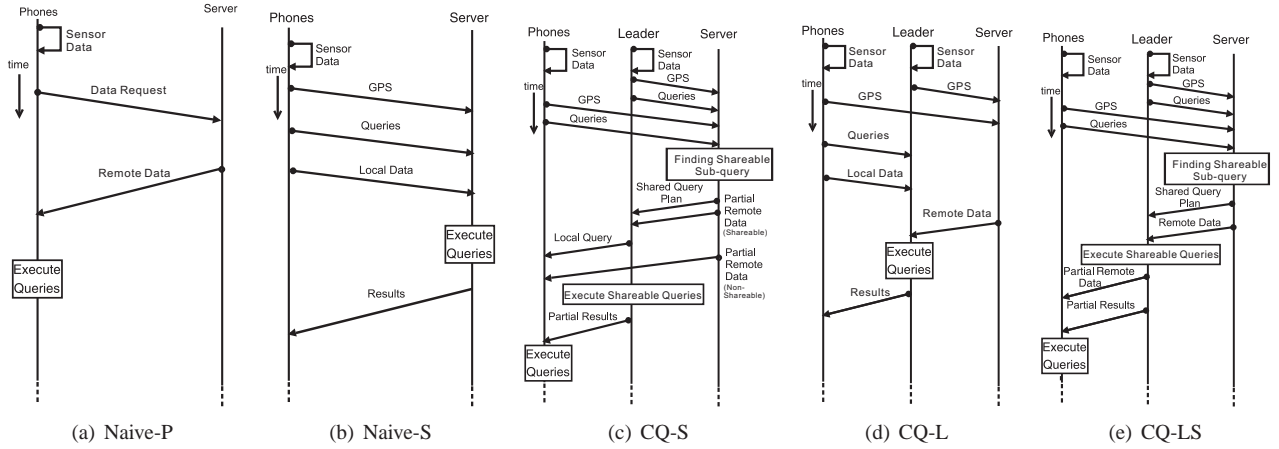 Phones
Server
Sensor
Data
time
Data Request
Remote Data
Execute
Queries
(a) Naive-P
Phones
Server
Sensor
Data
time
GPS
Queries
Local Data
Execute
Queries
Results
(b) Naive-S
Phones
Leader
Server
Sensor
Data
Sensor
Data
time
GPS
Queries
GPS
Queries
Finding Shareable
Sub-query
Shared Query
Plan
Partial
Remote
Data
(Shareable)
Local Query
Partial
Remote
Data
(Non-
Shareable)
Execute Shareable Queries
Partial Results
Execute
Queries
(c) CQ-S
Phones
Leader
Server
Sensor
Data
Sensor
Data
time
GPS
GPS
Queries
Local Data
Remote Data
Execute
Queries
Results
(d) CQ-L
Phones
Leader
Server
Sensor
Data
Sensor
Data
time
GPS
Queries
GPS
Queries
Finding Shareable
Sub-query
Shared Query
Plan
Remote Data
Execute Shareable Queries
Partial Remote
Data
Partial Results
Execute
Queries
(e) CQ-LS